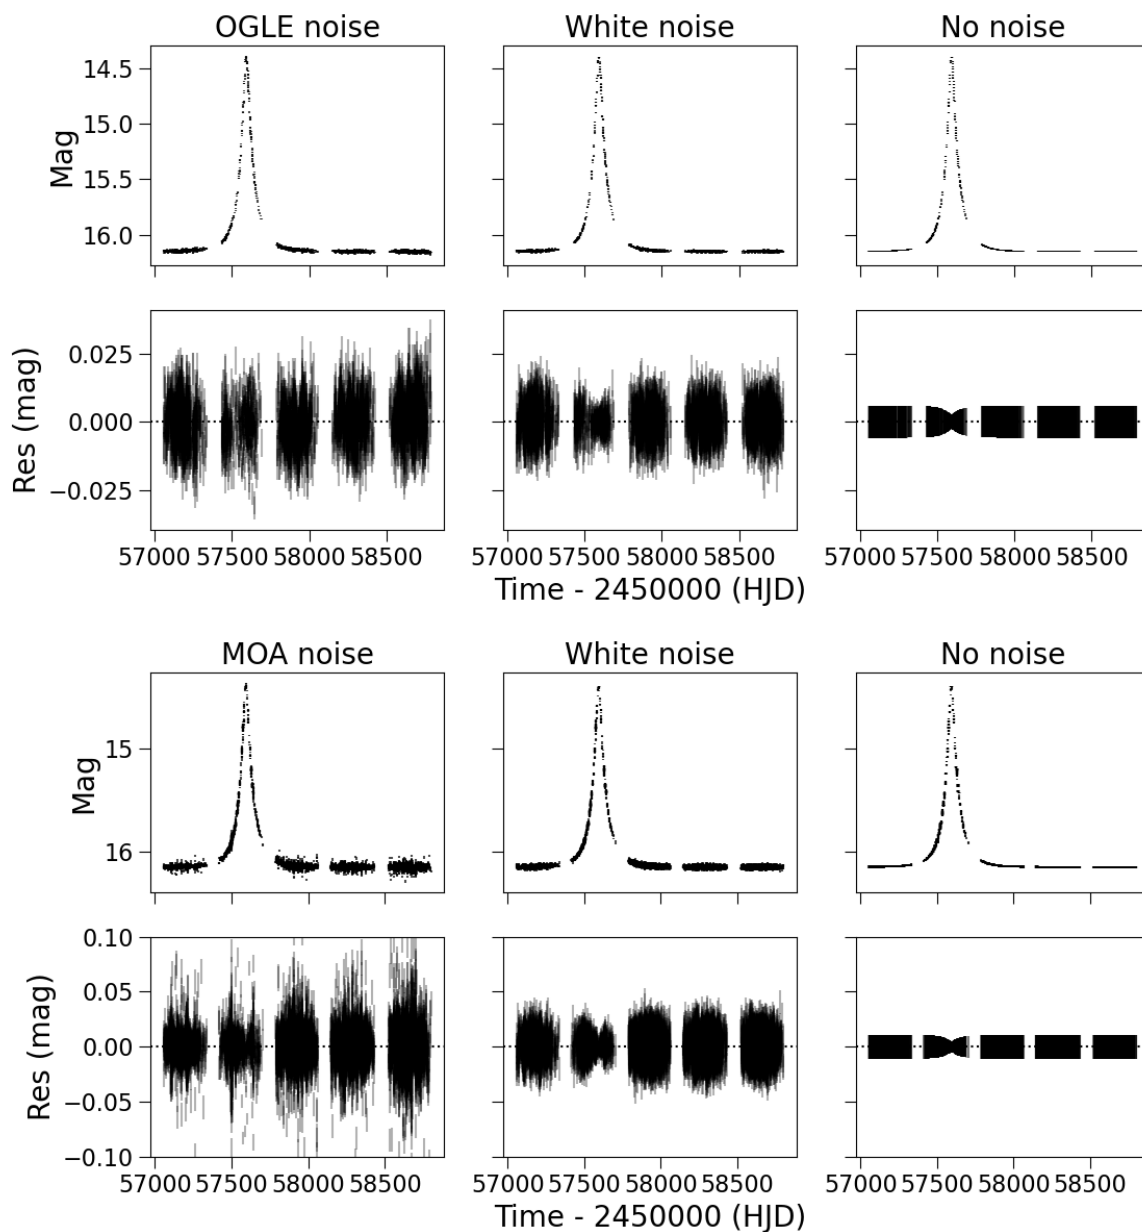 OGLE noise White noise No noise
14.5
15.0
15.5
16.0
Mag
0.025
0.000
−0.025
Res (mag)
57000 57500 58000 58500 57000 57500 58000 58500 57000 57500 58000 58500
Time - 2450000 (HJD)
MOA noise White noise No noise
15
16
Mag
0.10
0.05
0.00
−0.05
−0.10
Res (mag)
57000 57500 58000 58500 57000 57500 58000 58500 57000 57500 58000 58500
Time - 2450000 (HJD)